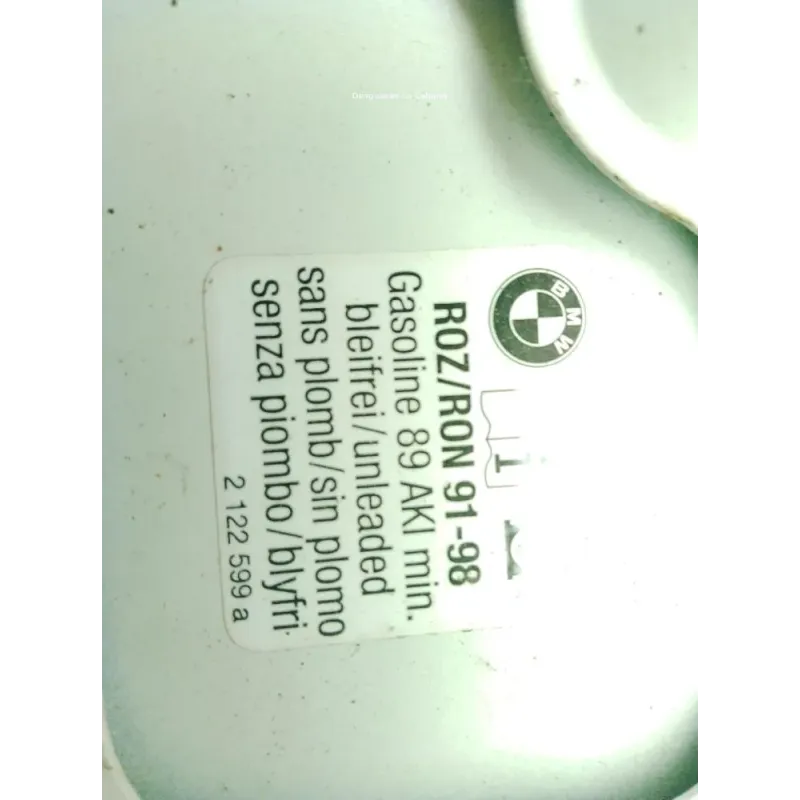 BMW
i
ROZ/RON 91-98
Gasoline 89 AKI min.
bleifrei/unleaded
sans plomb/sin plomo
senza piombo/blyfri
2 122 599 a